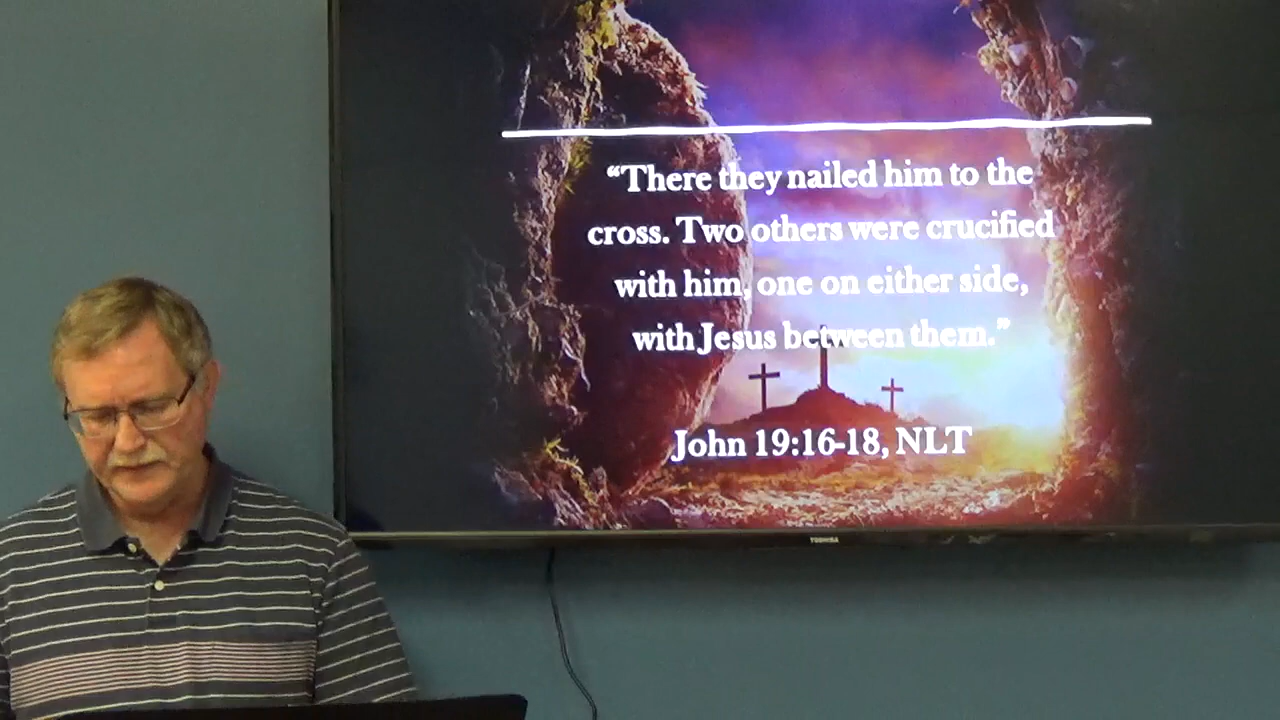 “There they nailed him to the
cross. Two others were crucified
with him, one on either side,
with Jesus between them.”
John 19:16-18, NLT
TOSHIBA